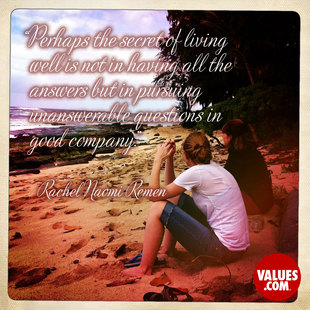 Perhaps the secret of living
well is not in having all the
answers but in pursuing
unanswerable questions in
good company.
Rachel Naomi Remen
VALUES
.COM